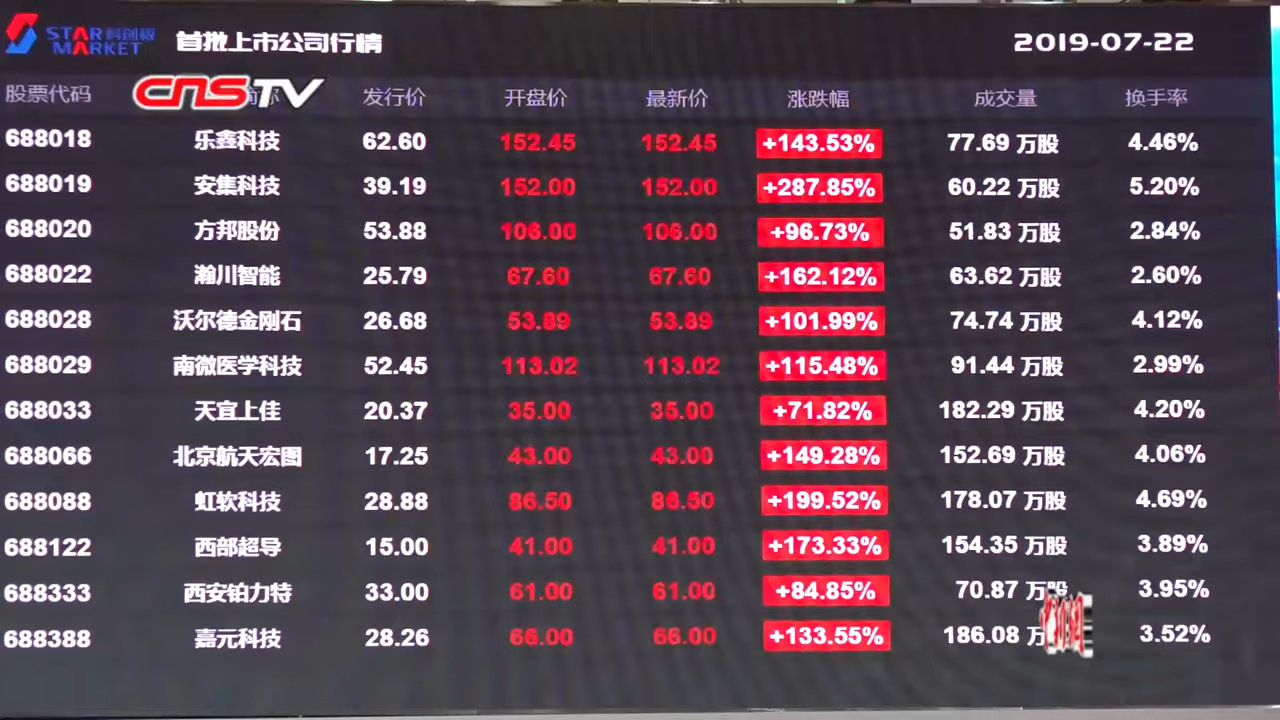 STAR 科创板
MARKET
首批上市公司行情
2019-07-22
CNSTV
股票代码 称 发行价 开盘价 最新价 涨跌幅 成交量 换手率
688018 乐鑫科技 62.60 152.45 152.45 +143.53% 77.69 万股 4.46%
688019 安集科技 39.19 152.00 152.00 +287.85% 60.22 万股 5.20%
688020 方邦股份 53.88 106.00 106.00 +96.73% 51.83 万股 2.84%
688022 瀚川智能 25.79 67.60 67.60 +162.12% 63.62 万股 2.60%
688028 沃尔德金刚石 26.68 53.89 53.89 +101.99% 74.74 万股 4.12%
688029 南微医学科技 52.45 113.02 113.02 +115.48% 91.44 万股 2.99%
688033 天宜上佳 20.37 35.00 35.00 +71.82% 182.29 万股 4.20%
688066 北京航天宏图 17.25 43.00 43.00 +149.28% 152.69 万股 4.06%
688088 虹软科技 28.88 86.50 86.50 +199.52% 178.07 万股 4.69%
688122 西部超导 15.00 41.00 41.00 +173.33% 154.35 万股 3.89%
688333 西安铂力特 33.00 61.00 61.00 +84.85% 70.87 万股 3.95%
688388 嘉元科技 28.26 66.00 66.00 +133.55% 186.08 万 3.52%